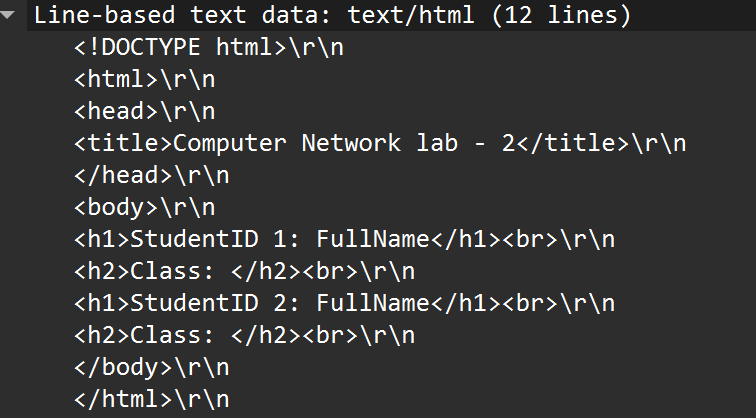 Line-based text data: text/html (12 lines)
<!DOCTYPE html>\r\n
<html>\r\n
<head>\r\n
<title>Computer Network lab - 2</title>\r\n
</head>\r\n
<body>\r\n
<h1>StudentID 1: FullName</h1><br>\r\n
<h2>Class: </h2><br>\r\n
<h1>StudentID 2: FullName</h1><br>\r\n
<h2>Class: </h2><br>\r\n
</body>\r\n
</html>\r\n